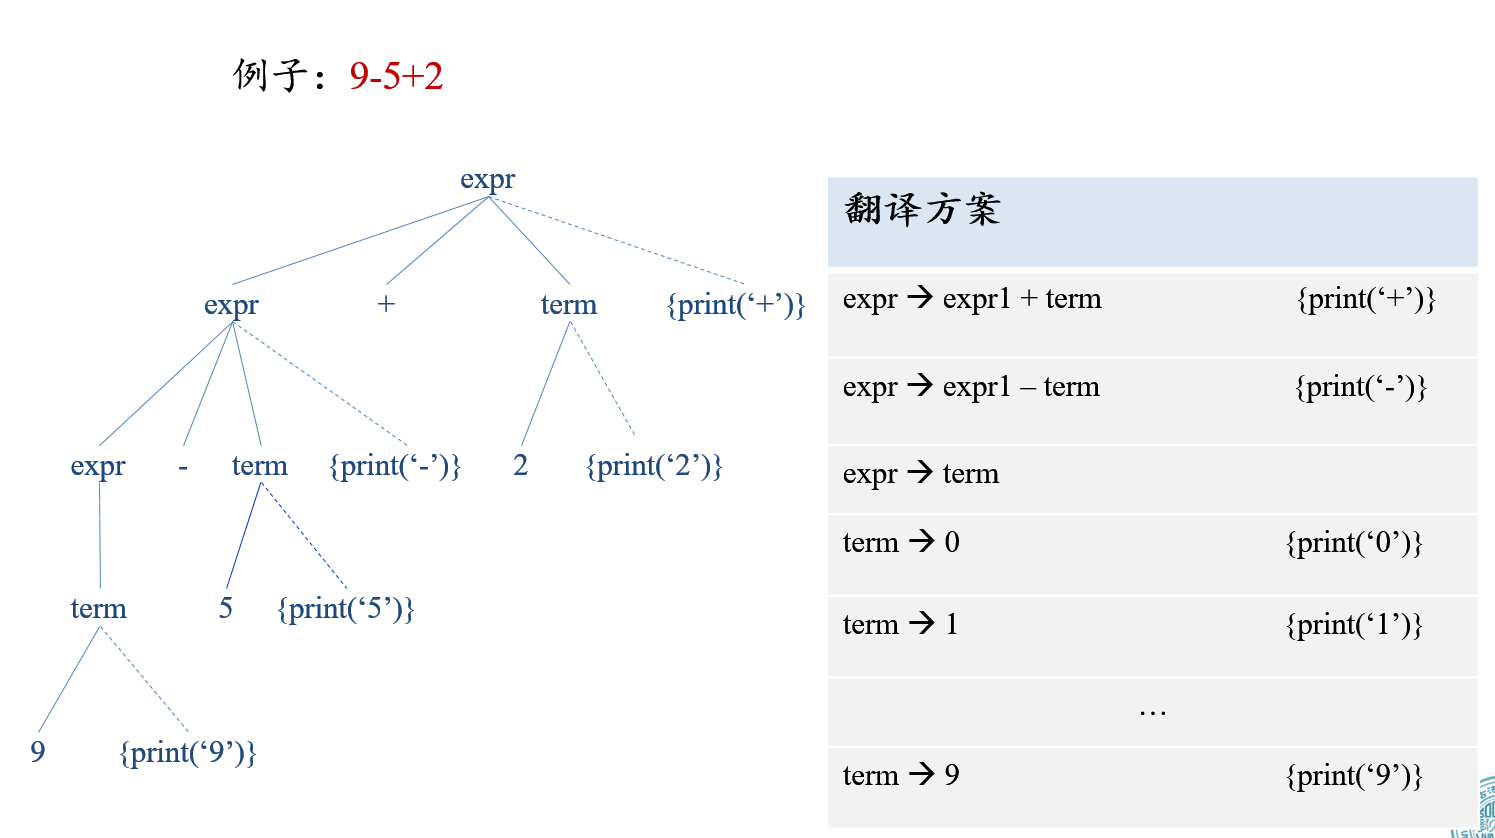 例子：9-5+2
expr
expr + term {print(‘+’)}
expr - term {print(‘-’)} 2 {print(‘2’)}
term 5 {print(‘5’)}
9 {print(‘9’)}
翻译方案
expr → expr1 + term {print(‘+’)}
expr → expr1 – term {print(‘-’)}
expr → term
term → 0 {print(‘0’)}
term → 1 {print(‘1’)}
…
term → 9 {print(‘9’)}